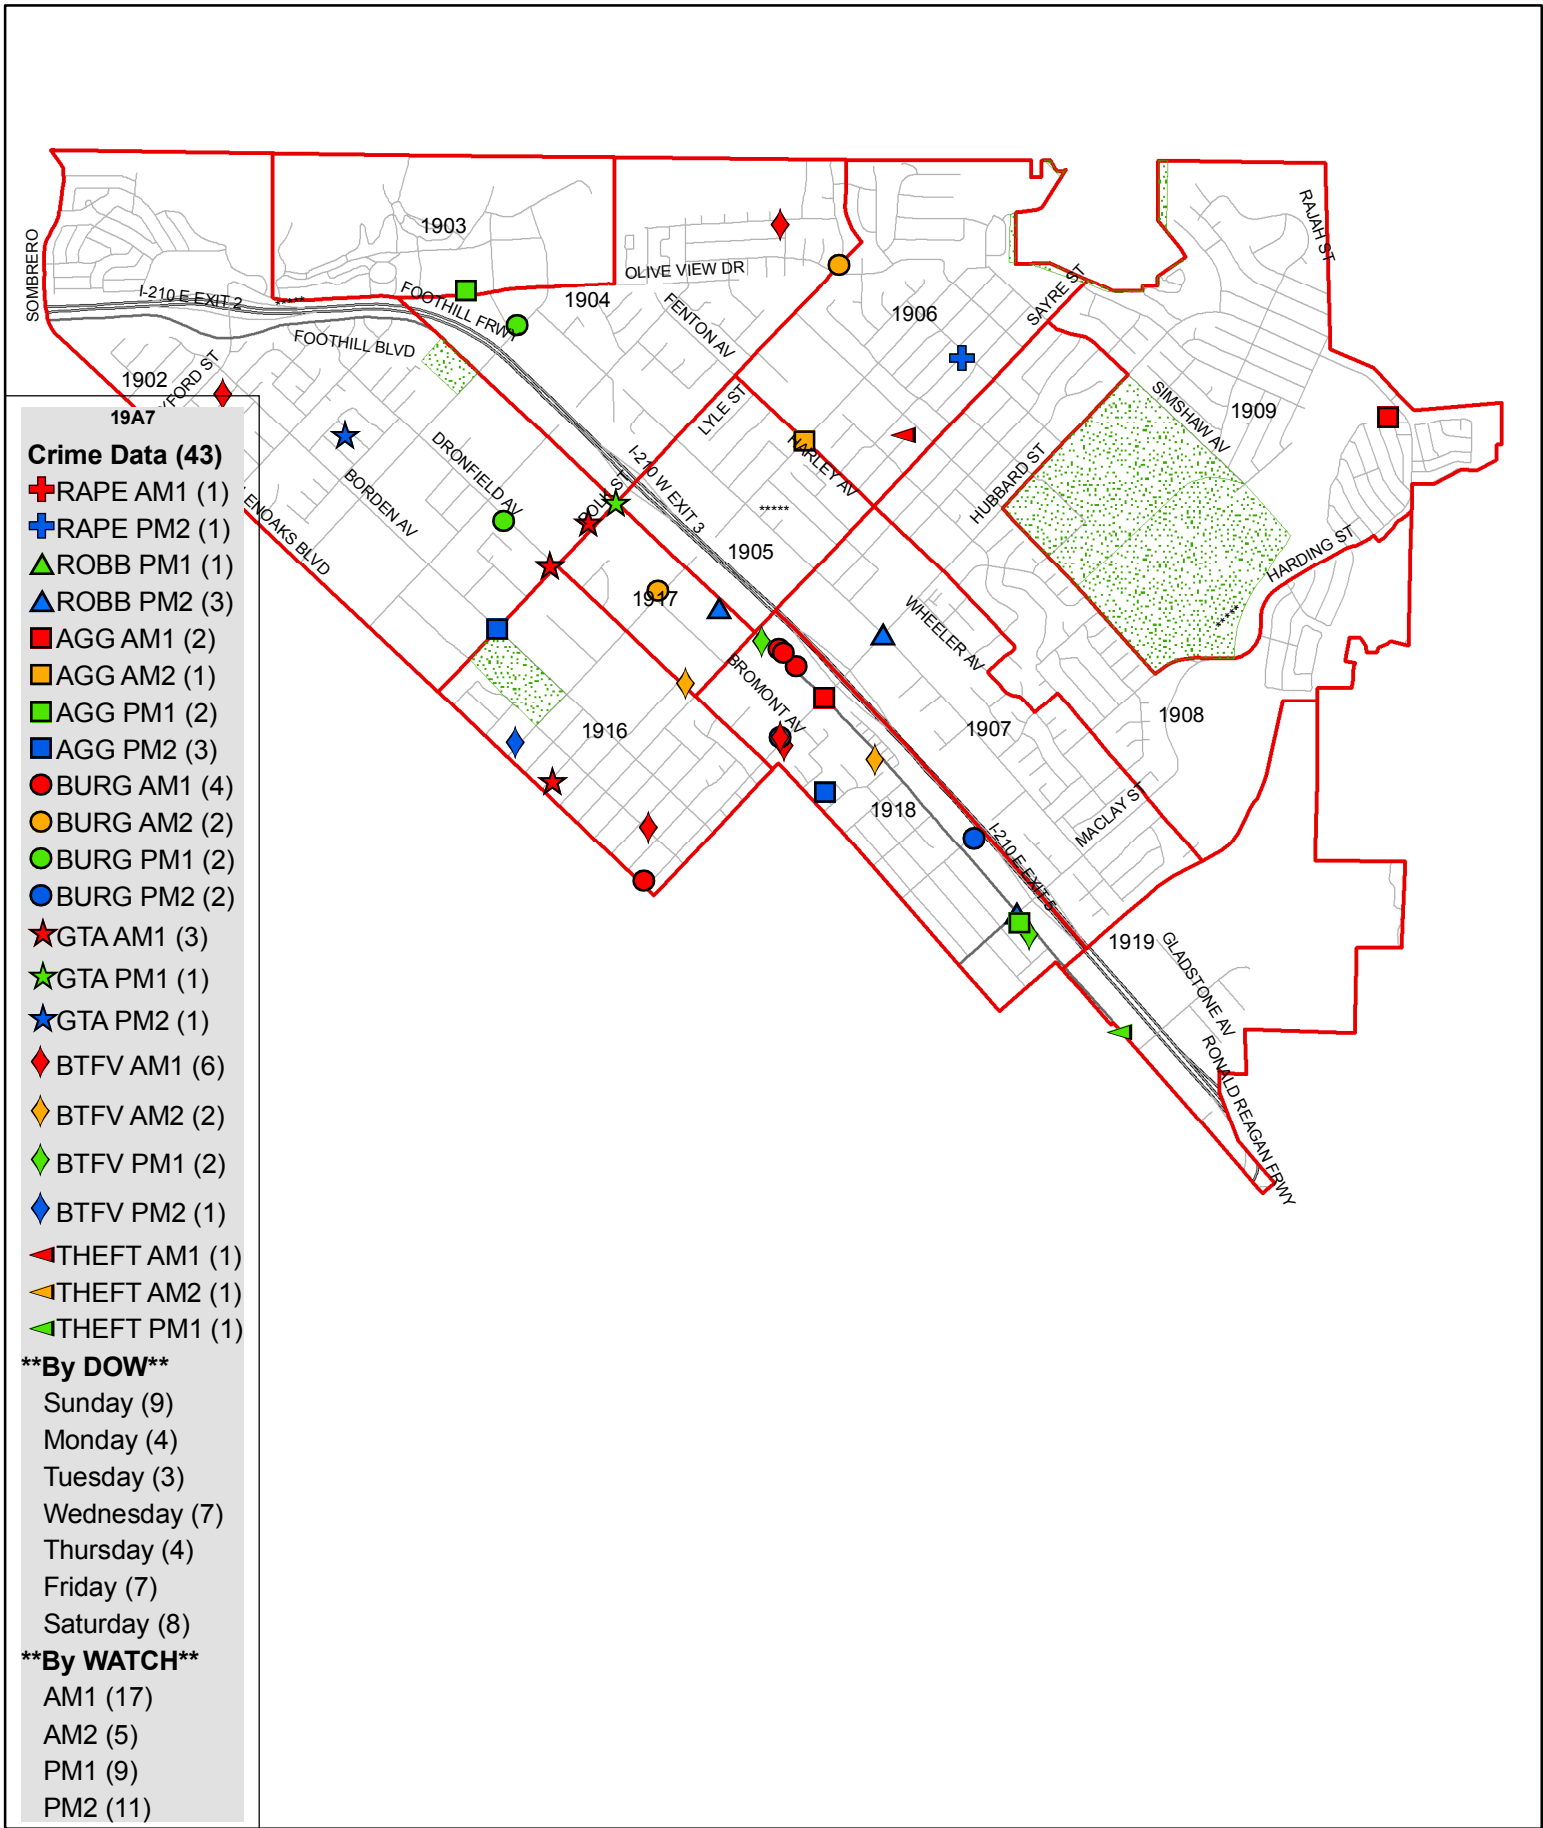 RAJAH ST
1903
SOMBRERO
OLIVE VIEW DR
SAYRE ST
I-210 E EXIT 2
*****
FOOTHILL FRWY
1904
FENTON AV
1906
FOOTHILL BLVD
1902
XFORD ST
LYLE ST
SIMSHAW AV
1909
19A7
Crime Data (43)
RAPE AM1 (1)
RAPE PM2 (1)
ROBB PM1 (1)
ROBB PM2 (3)
AGG AM1 (2)
AGG AM2 (1)
AGG PM1 (2)
AGG PM2 (3)
BURG AM1 (4)
BURG AM2 (2)
BURG PM1 (2)
BURG PM2 (2)
GTA AM1 (3)
GTA PM1 (1)
GTA PM2 (1)
BTFV AM1 (6)
BTFV AM2 (2)
BTFV PM1 (2)
BTFV PM2 (1)
THEFT AM1 (1)
THEFT AM2 (1)
THEFT PM1 (1)
**By DOW**
Sunday (9)
Monday (4)
Tuesday (3)
Wednesday (7)
Thursday (4)
Friday (7)
Saturday (8)
**By WATCH**
AM1 (17)
AM2 (5)
PM1 (9)
PM2 (11)
DRONFIELD AV
BORDEN AV
ENOAKS BLVD
POLK ST
I-210 W EXIT 3
HARLEY AV
HUBBARD ST
*****
1905
HARDING ST
*****
1917
WHEELER AV
BROMONT AV
1916
1907
1908
1918
MACLAY ST
I-210 E EXIT 5
1919
GLADSTONE AV
RONALD REAGAN FRWY